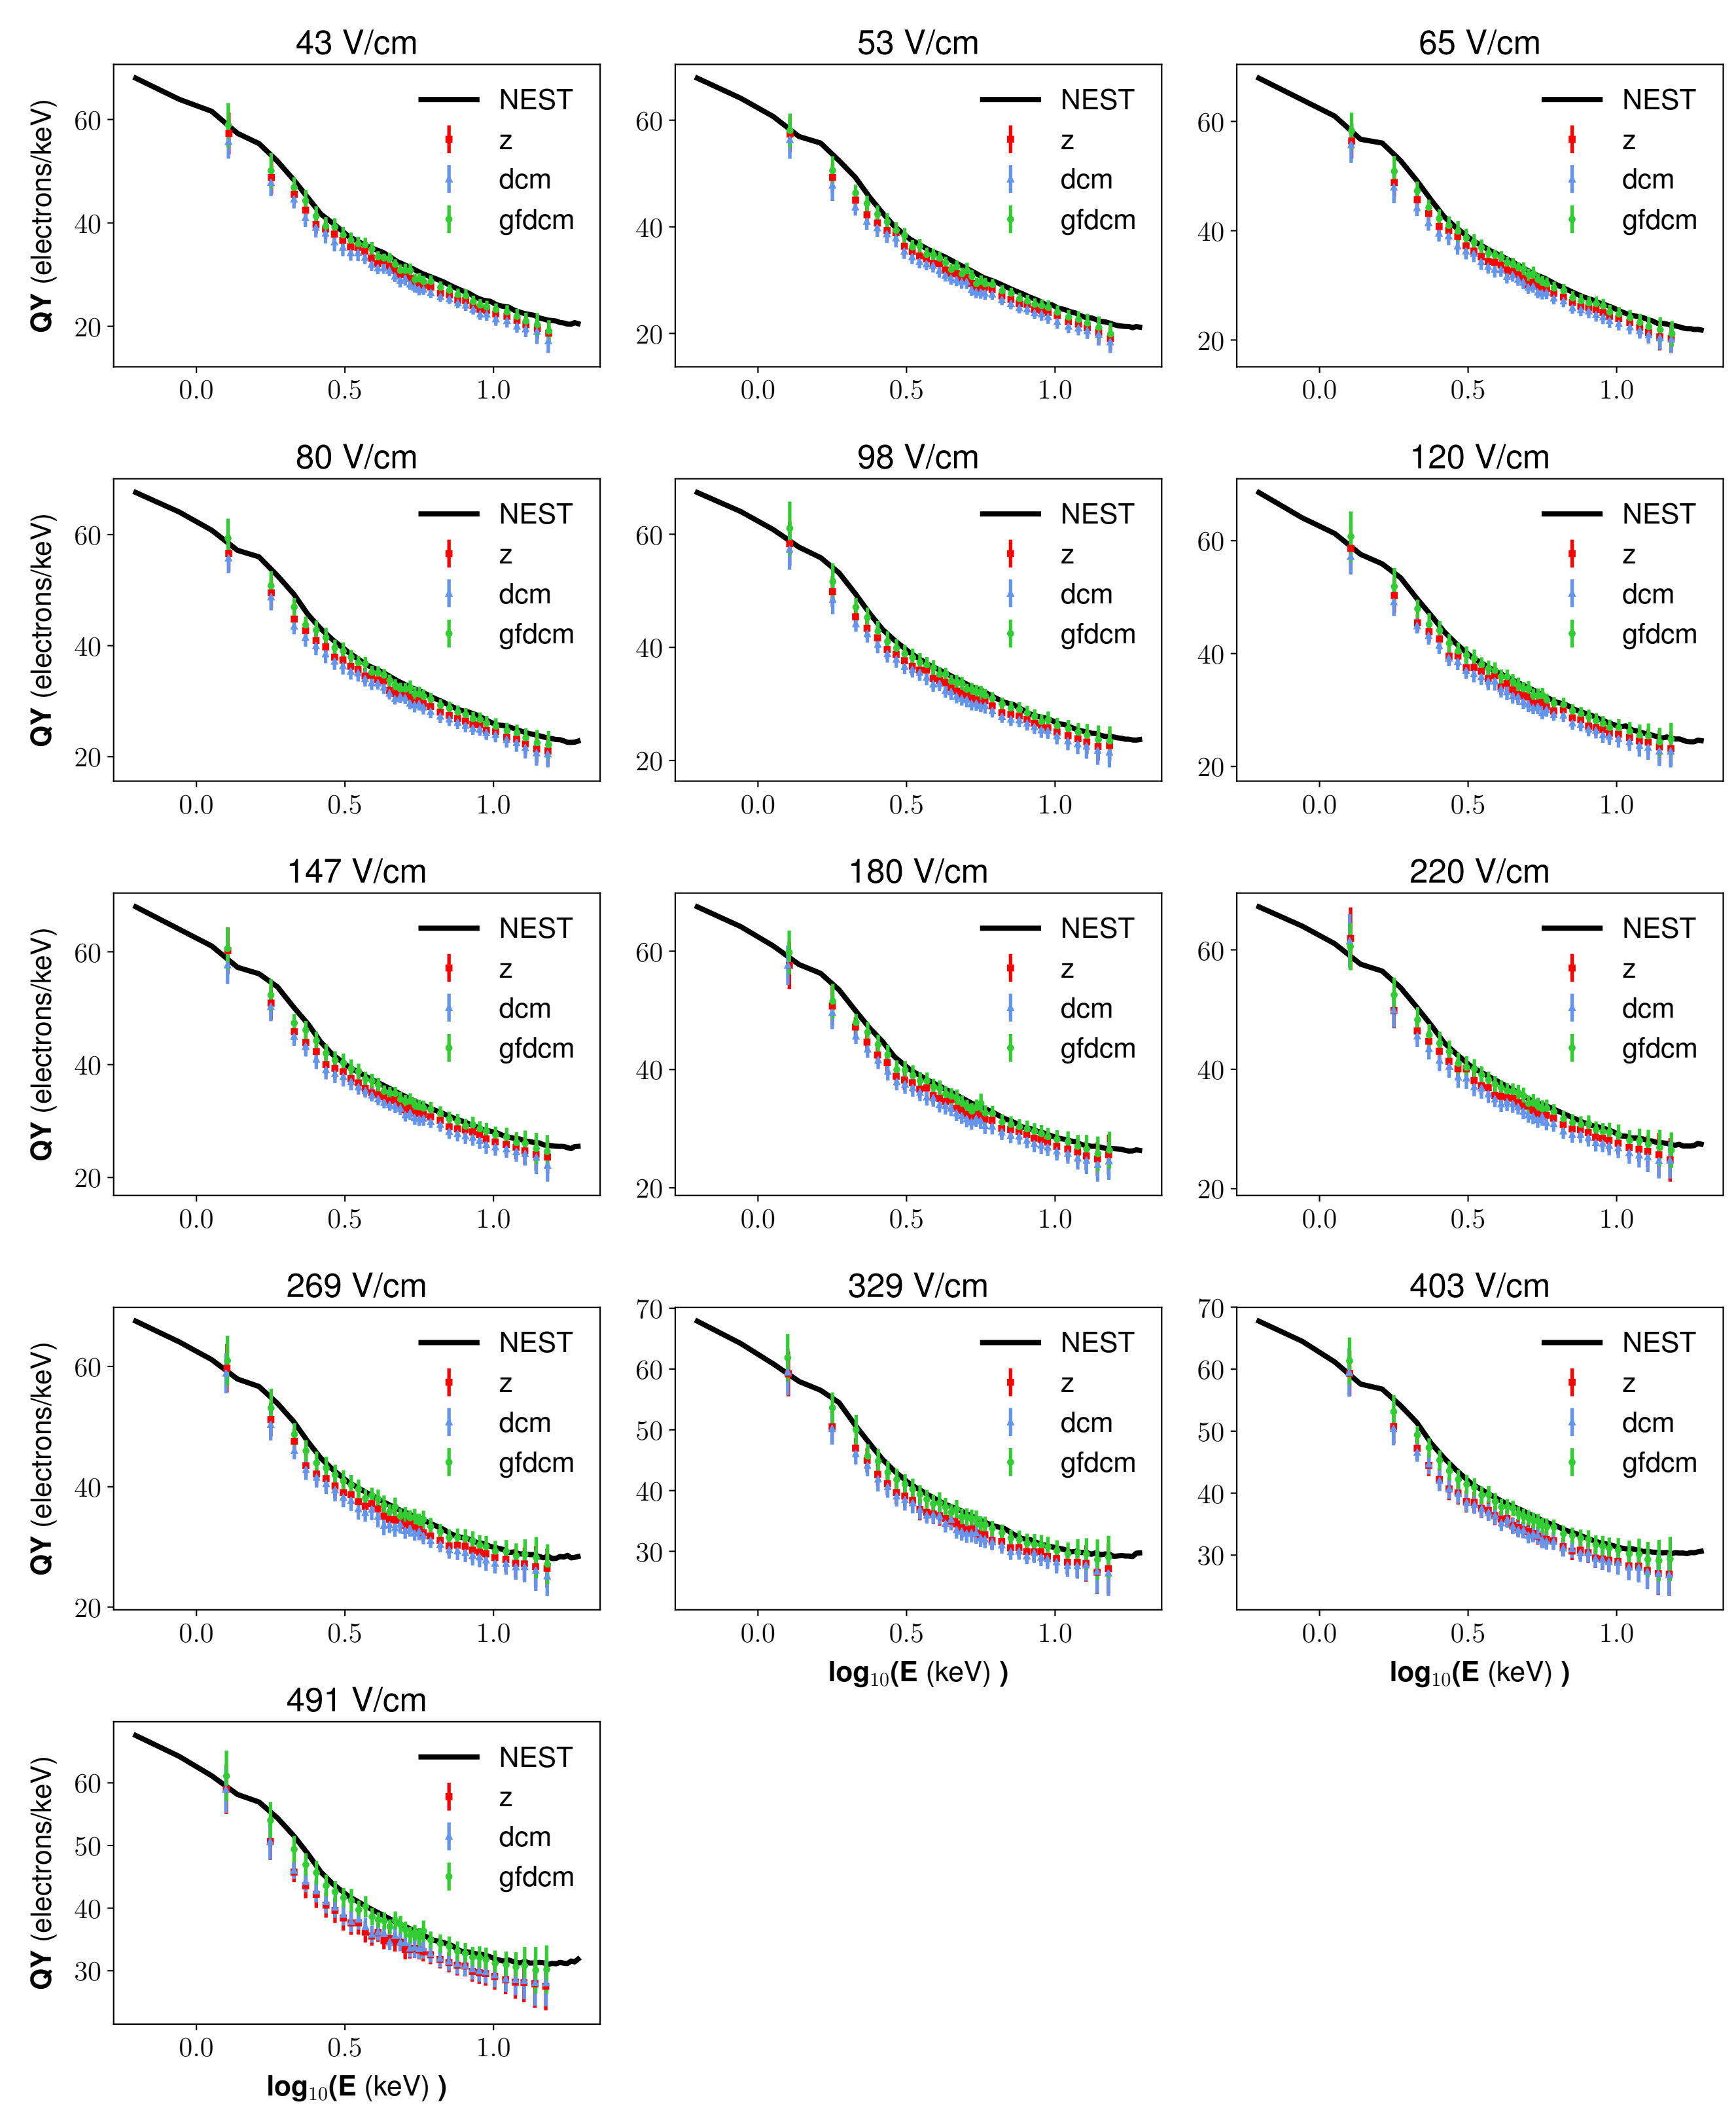 43 V/cm
60
40
20
0.0 0.5 1.0
QY (electrons/keV)
NEST
z
dcm
gfdcm
53 V/cm
60
40
20
0.0 0.5 1.0
NEST
z
dcm
gfdcm
65 V/cm
60
40
20
0.0 0.5 1.0
NEST
z
dcm
gfdcm
80 V/cm
60
40
20
0.0 0.5 1.0
QY (electrons/keV)
NEST
z
dcm
gfdcm
98 V/cm
60
40
20
0.0 0.5 1.0
NEST
z
dcm
gfdcm
120 V/cm
60
40
20
0.0 0.5 1.0
NEST
z
dcm
gfdcm
147 V/cm
60
40
20
0.0 0.5 1.0
QY (electrons/keV)
NEST
z
dcm
gfdcm
180 V/cm
60
40
20
0.0 0.5 1.0
NEST
z
dcm
gfdcm
220 V/cm
60
40
20
0.0 0.5 1.0
NEST
z
dcm
gfdcm
269 V/cm
60
40
20
0.0 0.5 1.0
QY (electrons/keV)
NEST
z
dcm
gfdcm
329 V/cm
70
60
50
40
30
0.0 0.5 1.0
log₁₀(E (keV) )
NEST
z
dcm
gfdcm
403 V/cm
70
60
50
40
30
0.0 0.5 1.0
log₁₀(E (keV) )
NEST
z
dcm
gfdcm
491 V/cm
60
50
40
30
0.0 0.5 1.0
QY (electrons/keV)
log₁₀(E (keV) )
NEST
z
dcm
gfdcm